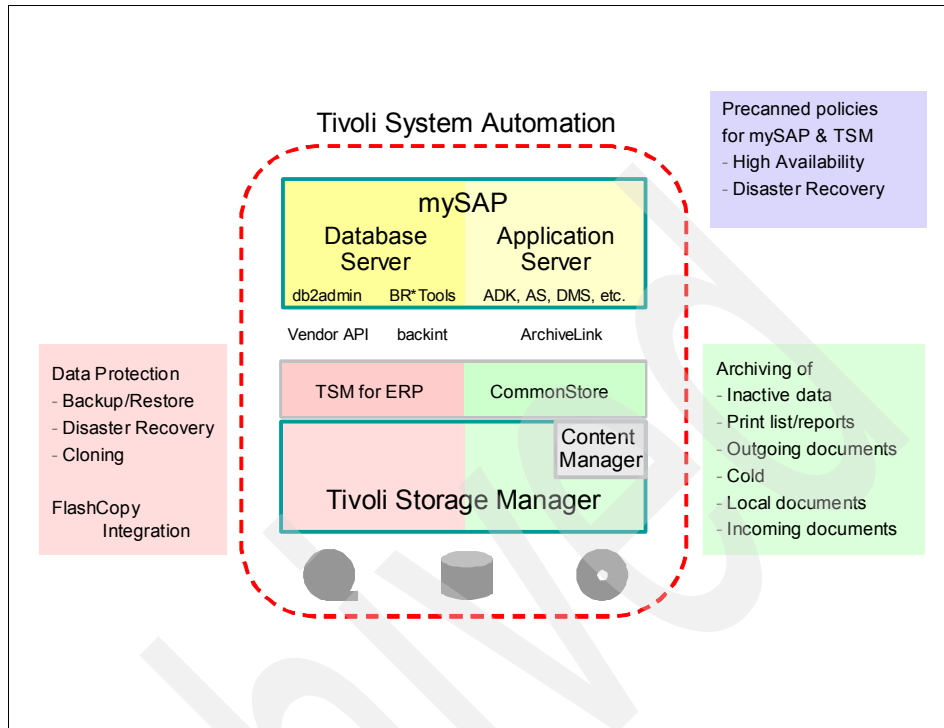 Tivoli System Automation
Precanned policies
for mySAP & TSM
- High Availability
- Disaster Recovery
mySAP
Database
Server
Application
Server
db2admin
BR*Tools
ADK, AS, DMS, etc.
Vendor API
backint
ArchiveLink
Data Protection
- Backup/Restore
- Disaster Recovery
- Cloning
FlashCopy
Integration
TSM for ERP
CommonStore
Content
Manager
Tivoli Storage Manager
Archiving of
- Inactive data
- Print list/reports
- Outgoing documents
- Cold
- Local documents
- Incoming documents